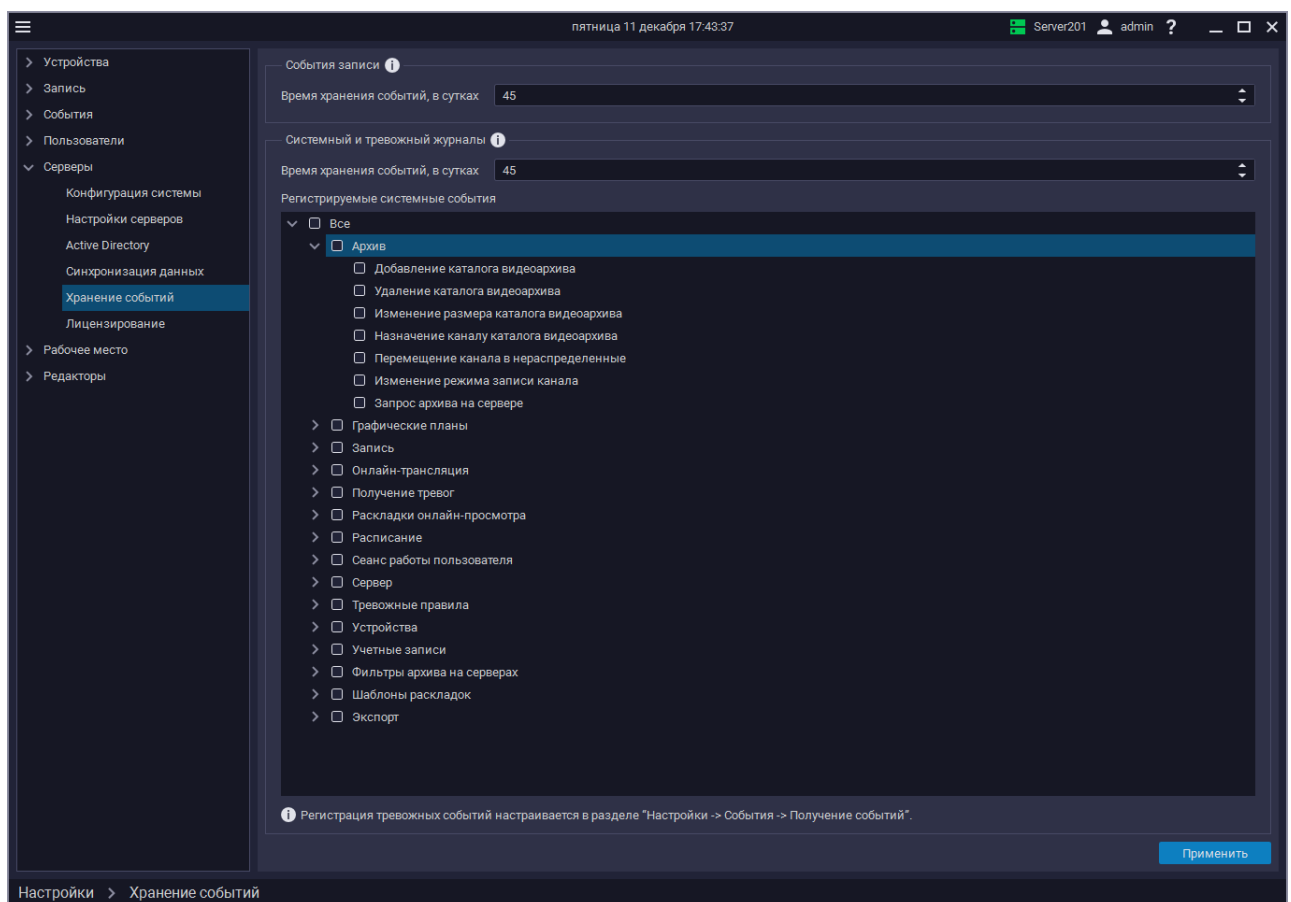 пятница 11 декабря 17:43:37 Server201 admin ?
Устройства
Запись
События
Пользователи
Серверы
Конфигурация системы
Настройки серверов
Active Directory
Синхронизация данных
Хранение событий
Лицензирование
Рабочее место
Редакторы
События записи
Время хранения событий, в сутках 45
Системный и тревожный журналы
Время хранения событий, в сутках 45
Регистрируемые системные события
Все
Архив
Добавление каталога видеоархива
Удаление каталога видеоархива
Изменение размера каталога видеоархива
Назначение каналу каталога видеоархива
Перемещение канала в нераспределенные
Изменение режима записи канала
Запрос архива на сервере
Графические планы
Запись
Онлайн-трансляция
Получение тревог
Раскладки онлайн-просмотра
Расписание
Сеанс работы пользователя
Сервер
Тревожные правила
Устройства
Учетные записи
Фильтры архива на серверах
Шаблоны раскладок
Экспорт
Регистрация тревожных событий настраивается в разделе "Настройки -> События -> Получение событий".
Применить
Настройки > Хранение событий